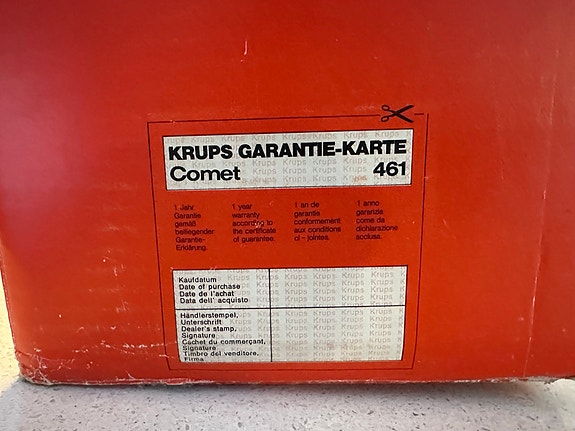 KRUPS GARANTIE-KARTE
Comet 461
1 Jahr
Garantie
gemäß
beiliegender
Garantie-
Erklärung.
1 year
warranty
according to
the certificate
of guarantee.
1 an de
garantie
conformement
aux conditions
ci - jointes.
1 anno
garanzia
come da
dichiarazione
acclusa.
Kaufdatum
Date of purchase
Date de l'achat
Data dell' acquisto
Händlerstempel,
Unterschrift
Dealer's stamp,
Signature
Cachet du commerçant,
Signature
Timbro del venditore,
Firma